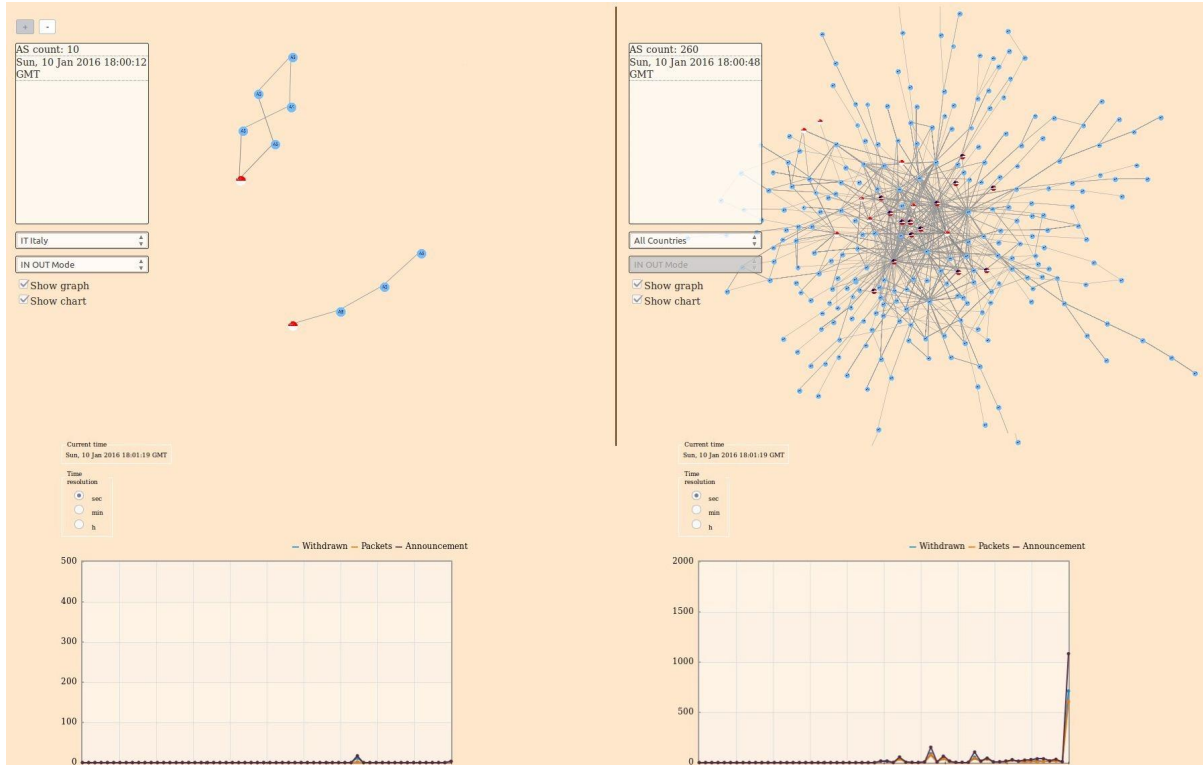 + -
AS count: 10
Sun, 10 Jan 2016 18:00:12
GMT
IT Italy
IN OUT Mode
Show graph
Show chart
Current time
Sun, 10 Jan 2016 18:01:19 GMT
Time
resolution
sec
min
h
Withdrawn Packets Announcement
500
400
300
200
100
0
AS count: 260
Sun, 10 Jan 2016 18:00:48
GMT
All Countries
IN OUT Mode
Show graph
Show chart
Current time
Sun, 10 Jan 2016 18:01:19 GMT
Time
resolution
sec
min
h
Withdrawn Packets Announcement
2000
1500
1000
500
0